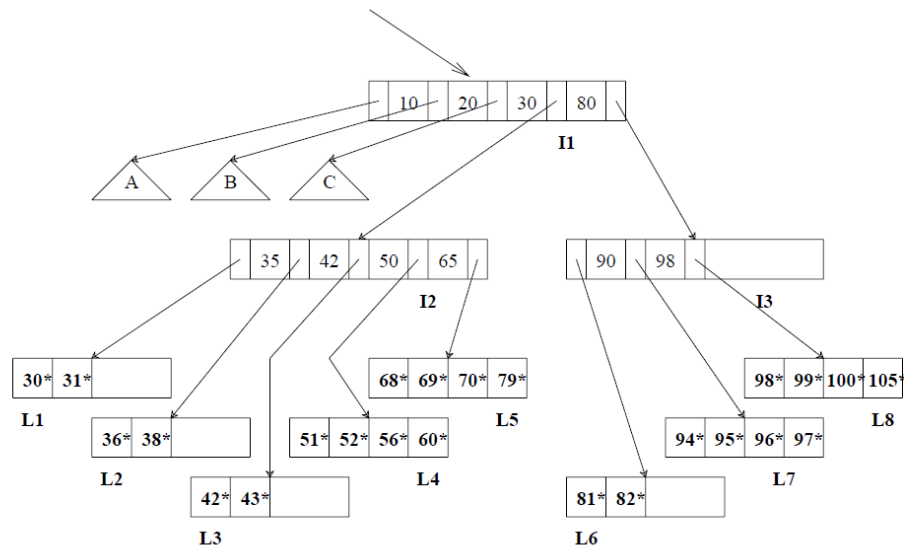 10 20 30 80
I1
A B C
35 42 50 65
90 98
I2
I3
30* 31*
68* 69* 70* 79*
98* 99* 100* 105*
L1
L5
L8
36* 38*
51* 52* 56* 60*
94* 95* 96* 97*
L2
L4
L7
42* 43*
81* 82*
L3
L6